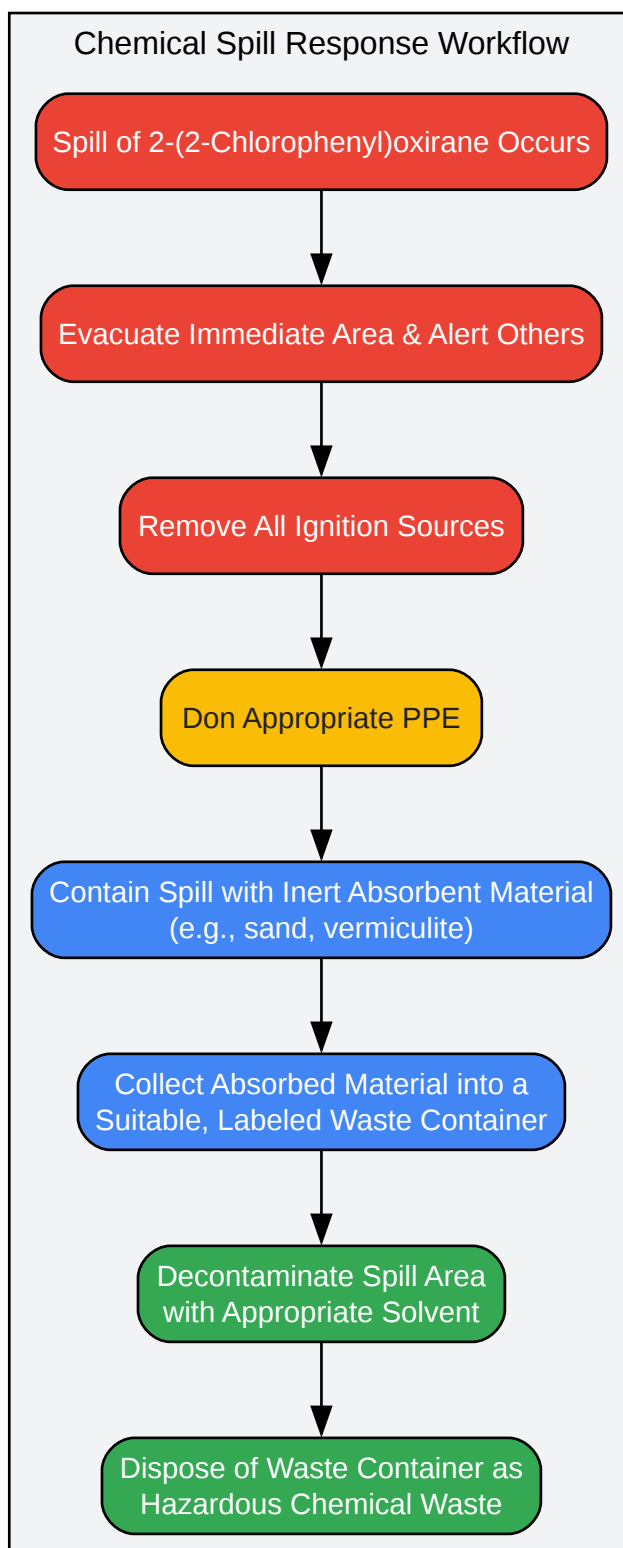 Chemical Spill Response Workflow
Spill of 2-(2-Chlorophenyl)oxirane Occurs
Evacuate Immediate Area & Alert Others
Remove All Ignition Sources
Don Appropriate PPE
Contain Spill with Inert Absorbent Material
(e.g., sand, vermiculite)
Collect Absorbed Material into a
Suitable, Labeled Waste Container
Decontaminate Spill Area
with Appropriate Solvent
Dispose of Waste Container as
Hazardous Chemical Waste